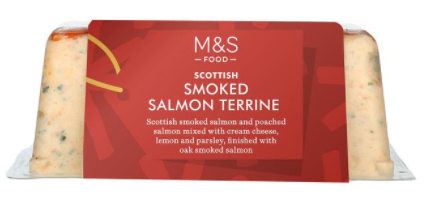 M&S
FOOD
SCOTTISH
SMOKED
SALMON TERRINE
Scottish smoked salmon and poached
salmon mixed with cream cheese,
lemon and parsley, finished with
oak smoked salmon